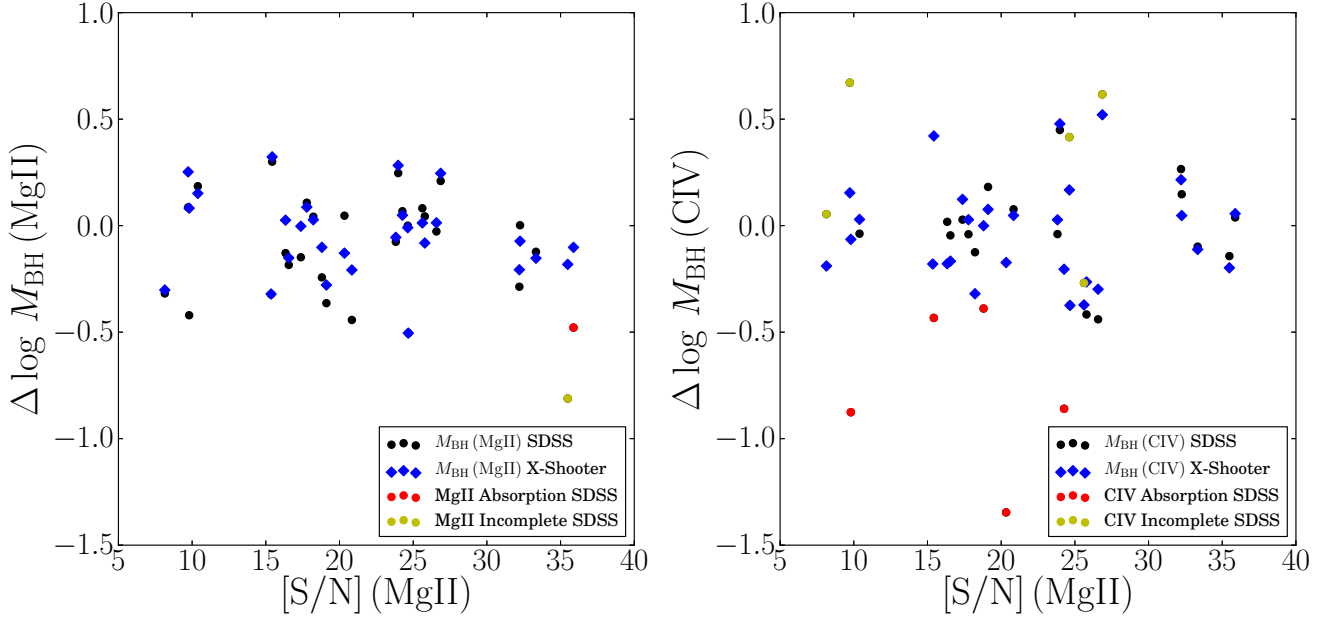 1.0
0.5
0.0
−0.5
−1.0
−1.5
Δ log M_BH (MgII)
5 10 15 20 25 30 35 40
[S/N] (MgII)
M_BH (MgII) SDSS
M_BH (MgII) X-Shooter
MgII Absorption SDSS
MgII Incomplete SDSS
1.0
0.5
0.0
−0.5
−1.0
−1.5
Δ log M_BH (CIV)
5 10 15 20 25 30 35 40
[S/N] (MgII)
M_BH (CIV) SDSS
M_BH (CIV) X-Shooter
CIV Absorption SDSS
CIV Incomplete SDSS